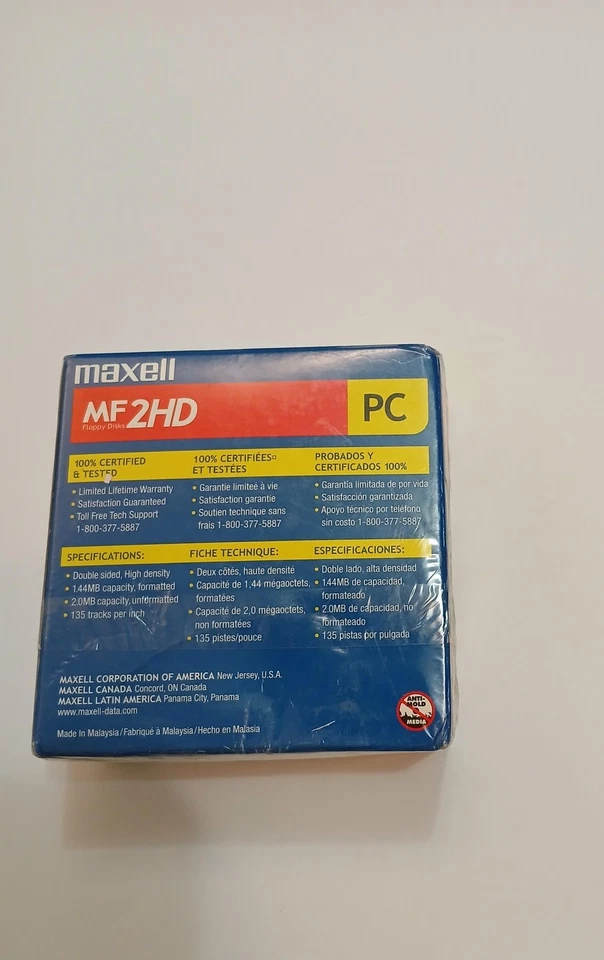 maxell
MF 2HD
Floppy Disks
PC
100% CERTIFIED
& TESTED
• Limited Lifetime Warranty
• Satisfaction Guaranteed
• Toll Free Tech Support
1-800-377-5887
100% CERTIFIÉES
ET TESTÉES
• Garantie limitée à vie
• Satisfaction garantie
• Soutien technique sans
frais 1-800-377-5887
PROBADOS Y
CERTIFICADOS 100%
• Garantía limitada de por vida
• Satisfacción garantizada
• Apoyo técnico por teléfono
sin costo 1-800-377-5887
SPECIFICATIONS:
• Double sided, High density
• 1.44MB capacity, formatted
• 2.0MB capacity, unformatted
• 135 tracks per inch
FICHE TECHNIQUE:
• Deux côtés, haute densité
• Capacité de 1,44 mégaoctets,
formatées
• Capacité de 2,0 mégaoctets,
non formatées
• 135 pistes/pouce
ESPECIFICACIONES:
• Doble lado, alta densidad
• 1.44MB de capacidad,
formateado
• 2.0MB de capacidad, no
formateado
• 135 pistas por pulgada
MAXELL CORPORATION OF AMERICA New Jersey, U.S.A.
MAXELL CANADA Concord, ON Canada
MAXELL LATIN AMERICA Panama City, Panama
www.maxell-data.com
Made in Malaysia/Fabriqué à Malaysia/Hecho en Malasia
ANTI-
MOLD
MEDIA